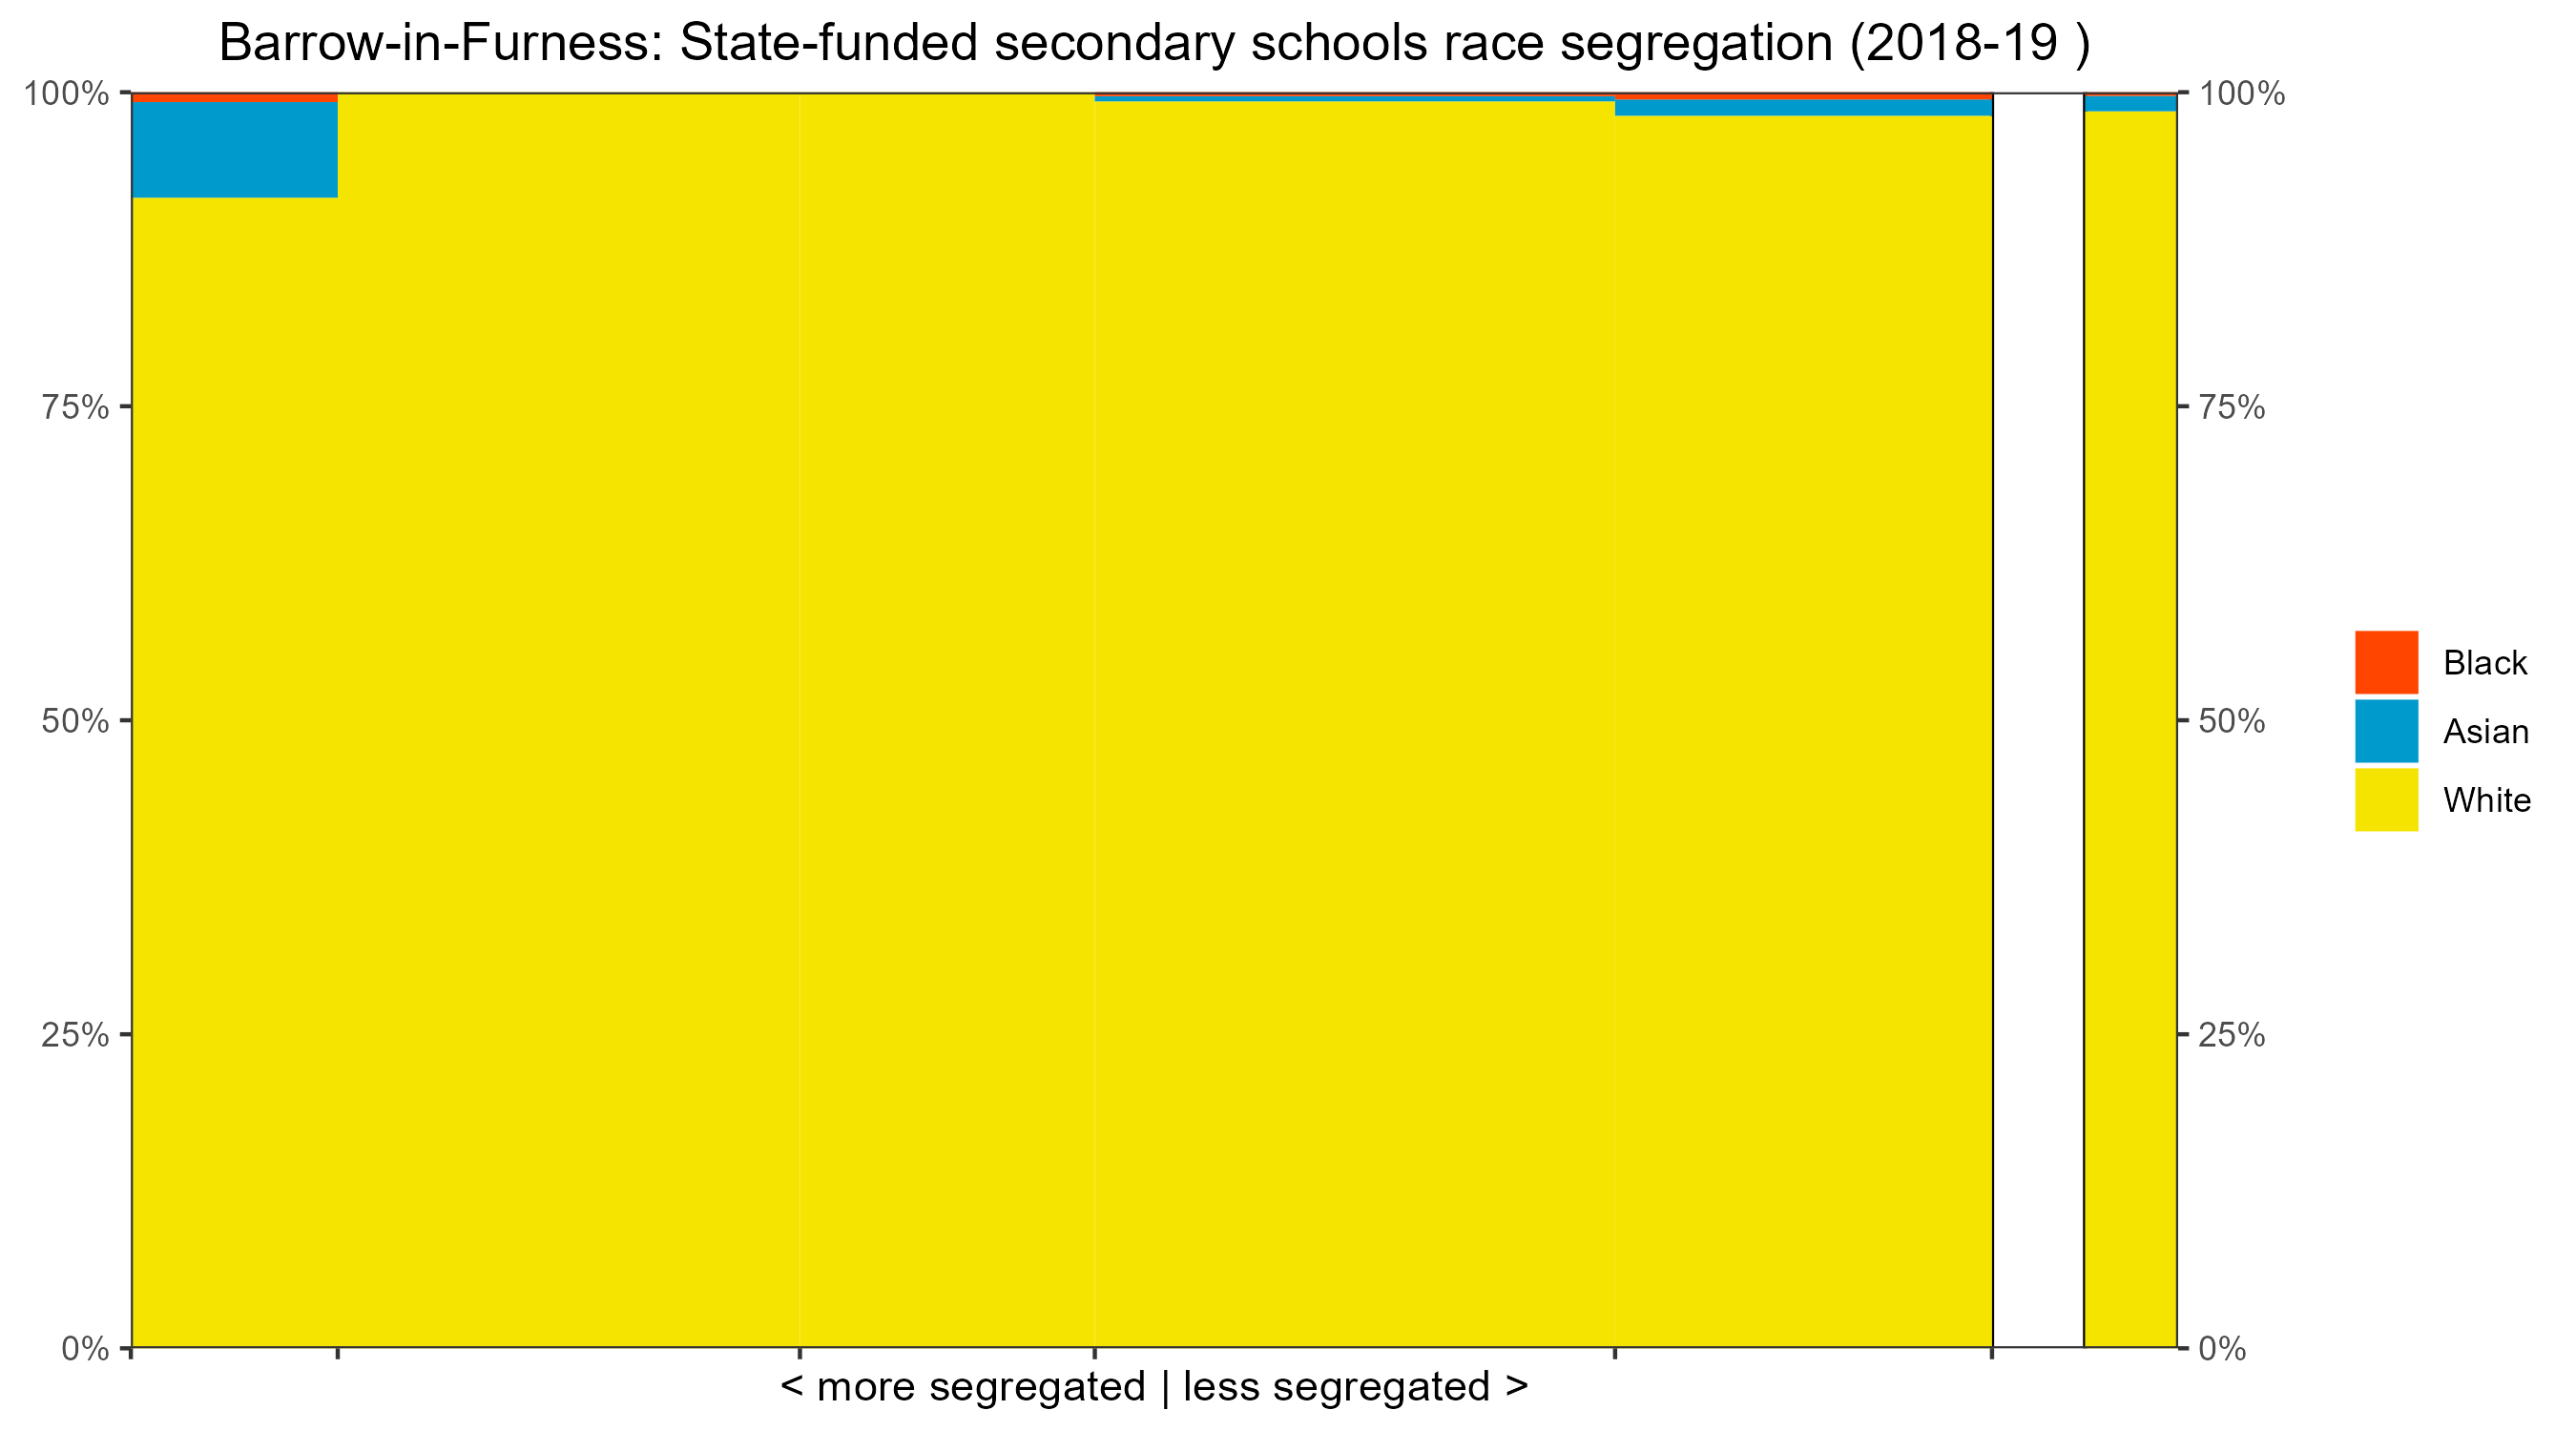 Barrow-in-Furness: State-funded secondary schools race segregation (2018-19 )
100%
75%
50%
25%
0%
100%
75%
50%
25%
0%
Black
Asian
White
< more segregated | less segregated >